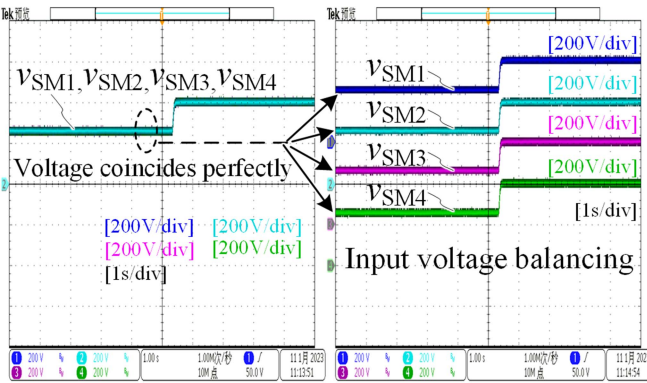 Tek 预览
vSM1,vSM2,vSM3,vSM4
Voltage coincides perfectly
[200V/div] [200V/div]
[200V/div] [200V/div]
[1s/div]
1 200 V 2 200 V 1.00 s 1.00M次/秒 1 / 11 1月 2023
3 200 V 4 200 V 10M 点 50.0 V 11:13:51
Tek 预览
[200V/div]
vSM1
[200V/div]
vSM2
[200V/div]
vSM3
[200V/div]
vSM4
[1s/div]
Input voltage balancing
1 200 V 2 200 V 1.00 s 1.00M次/秒 1 / 11 1月 2023
3 200 V 4 200 V 10M 点 50.0 V 11:14:54